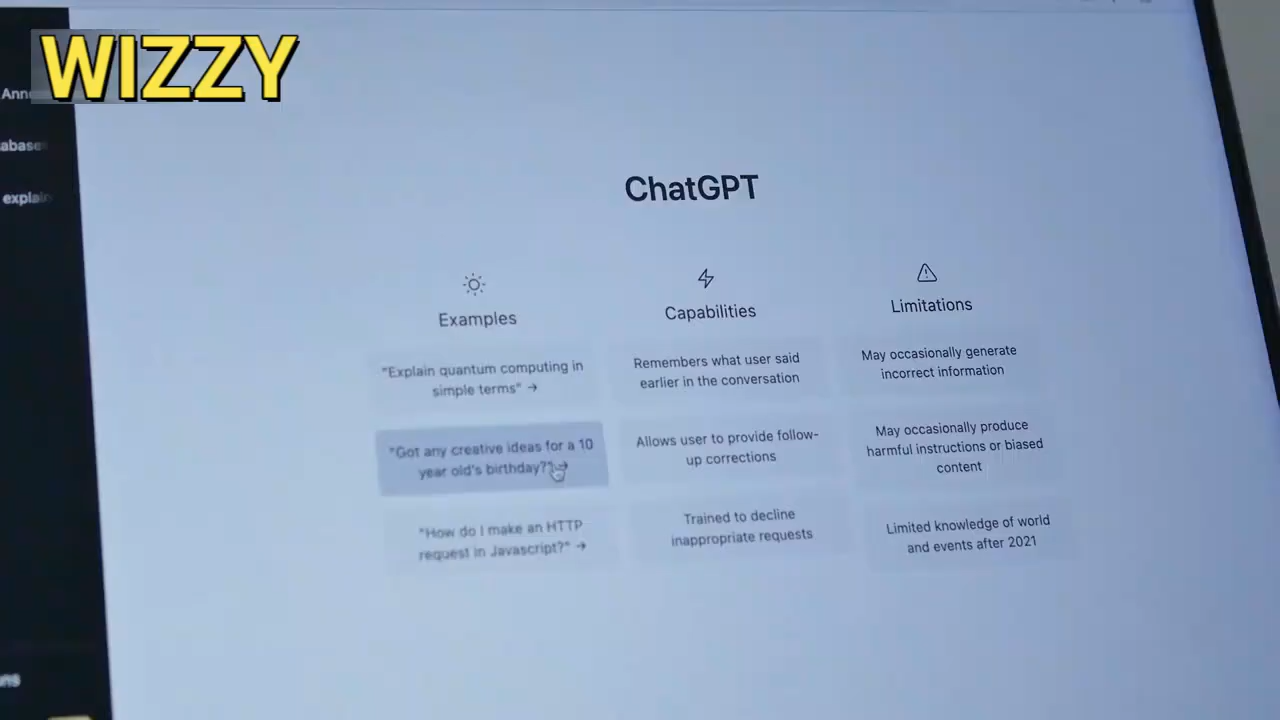 WIZZY
ChatGPT
Examples
Capabilities
Limitations
"Explain quantum computing in
simple terms" →
Remembers what user said
earlier in the conversation
May occasionally generate
incorrect information
"Got any creative ideas for a 10
year old's birthday?" →
Allows user to provide follow-
up corrections
May occasionally produce
harmful instructions or biased
content
"How do I make an HTTP
request in Javascript?" →
Trained to decline
inappropriate requests
Limited knowledge of world
and events after 2021
explain